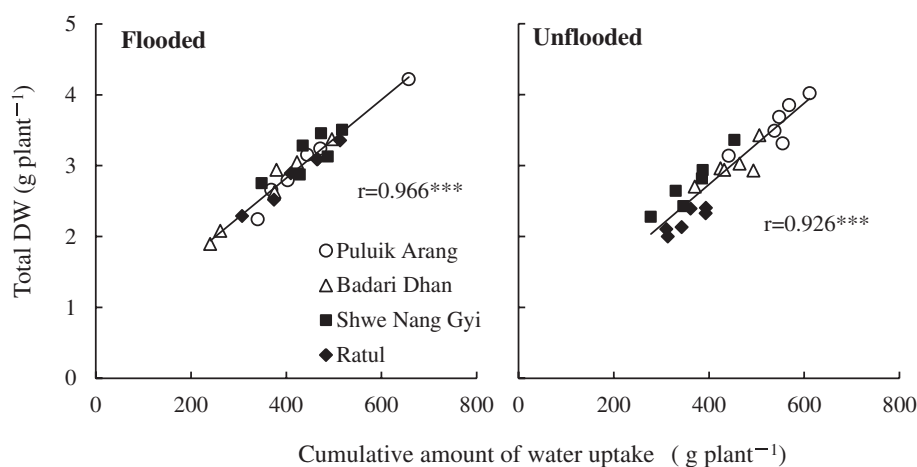 Flooded
Unflooded
Total DW (g plant⁻¹)
5
4
3
2
1
0
r=0.966***
r=0.926***
Puluik Arang
Badari Dhan
Shwe Nang Gyi
Ratul
0 200 400 600 800
0 200 400 600 800
Cumulative amount of water uptake ( g plant⁻¹)